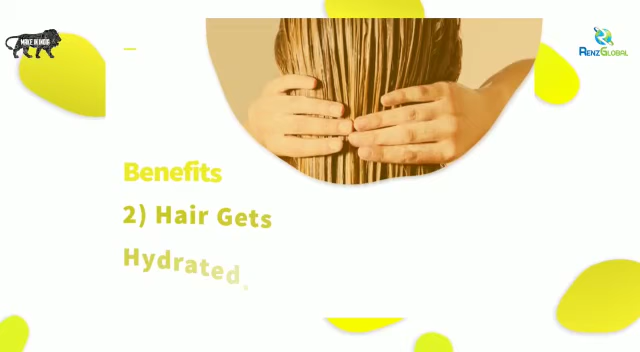 MAKE IN INDIA
RENZGLOBAL
Benefits
2) Hair Gets
Hydrated.